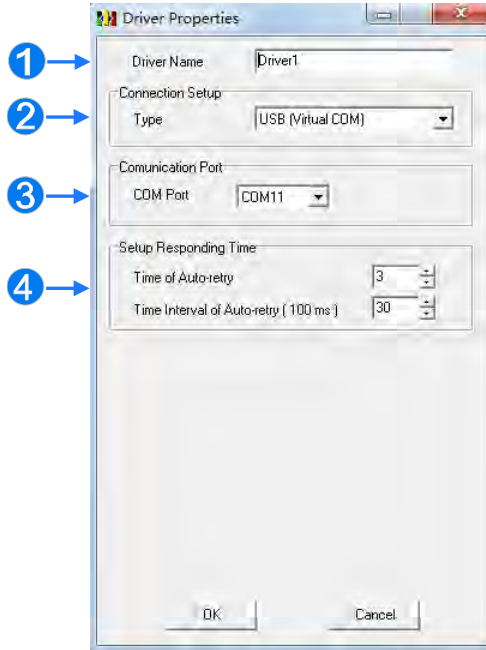 Driver Properties
1 Driver Name Driver1
Connection Setup
2 Type USB (Virtual COM)
Comunication Port
3 COM Port COM11
Setup Responding Time
4 Time of Auto-retry 3
Time Interval of Auto-retry ( 100 ms ) 30
OK Cancel